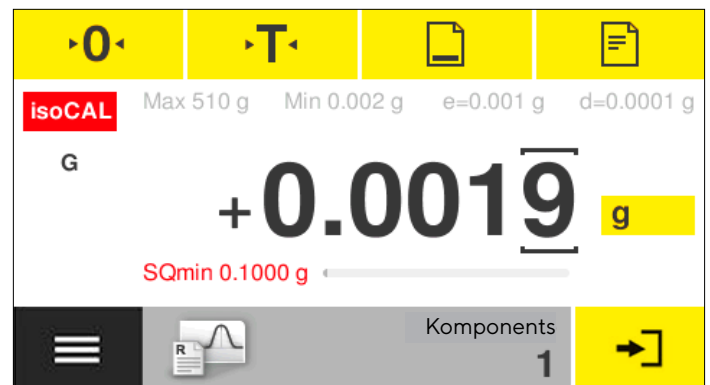 0 T
isoCAL Max 510 g Min 0.002 g e=0.001 g d=0.0001 g
G
+0.0019 g
SQmin 0.1000 g
R
Komponents
1